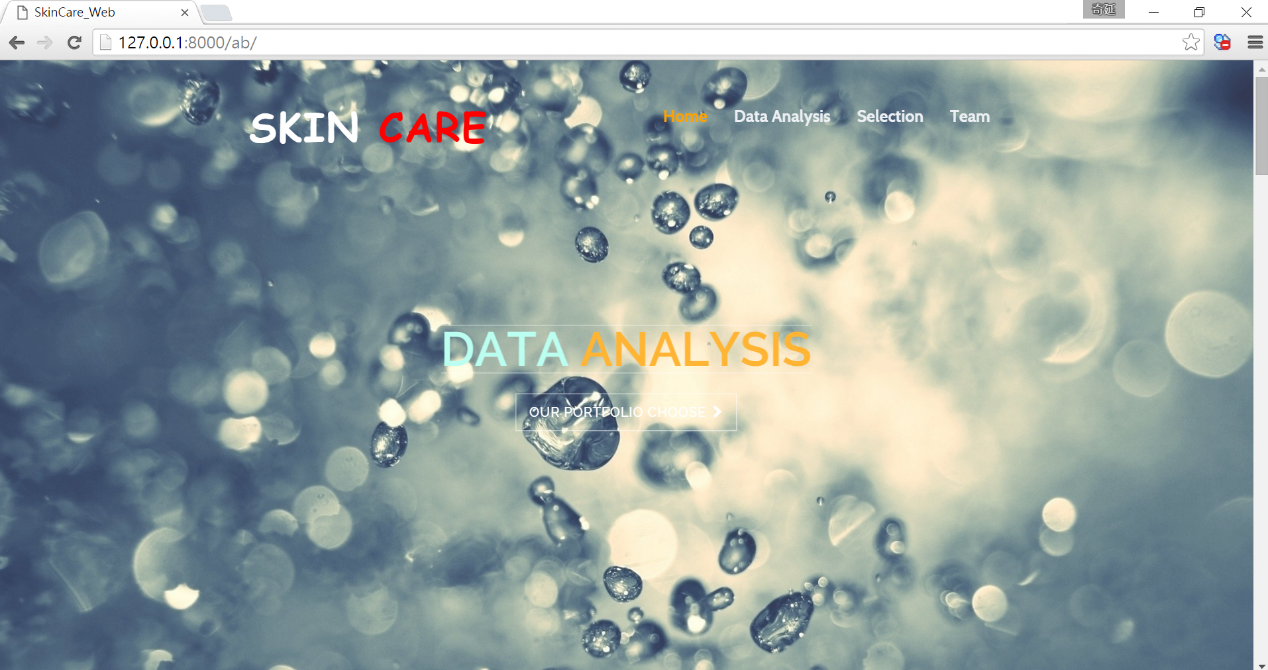 SkinCare_Web
奇延
127.0.0.1:8000/ab/
SKIN CARE
Home Data Analysis Selection Team
DATA ANALYSIS
OUR PORTFOLIO CHOOSE